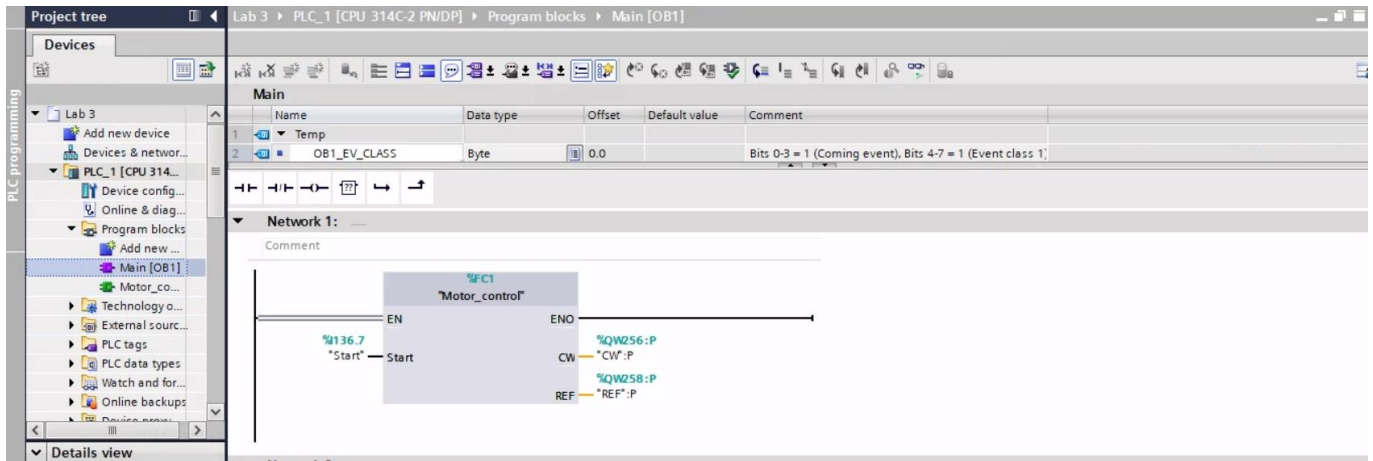 Project tree
Lab 3 ▸ PLC_1 [CPU 314C-2 PN/DP] ▸ Program blocks ▸ Main [OB1]
Devices
PLC programming
Lab 3
Add new device
Devices & networ...
PLC_1 [CPU 314...
Device config...
Online & diag...
Program blocks
Add new ...
Main [OB1]
Motor_co...
Technology o...
External sourc...
PLC tags
PLC data types
Watch and for...
Online backups
Details view
Main
Name Data type Offset Default value Comment
1 Temp
2 OB1_EV_CLASS Byte 0.0 Bits 0-3 = 1 (Coming event), Bits 4-7 = 1 (Event class 1)
??
Network 1: .....
Comment
%FC1
"Motor_control"
EN ENO
%I136.7 %QW256:P
"Start" Start CW "CW":P
%QW258:P
REF "REF":P